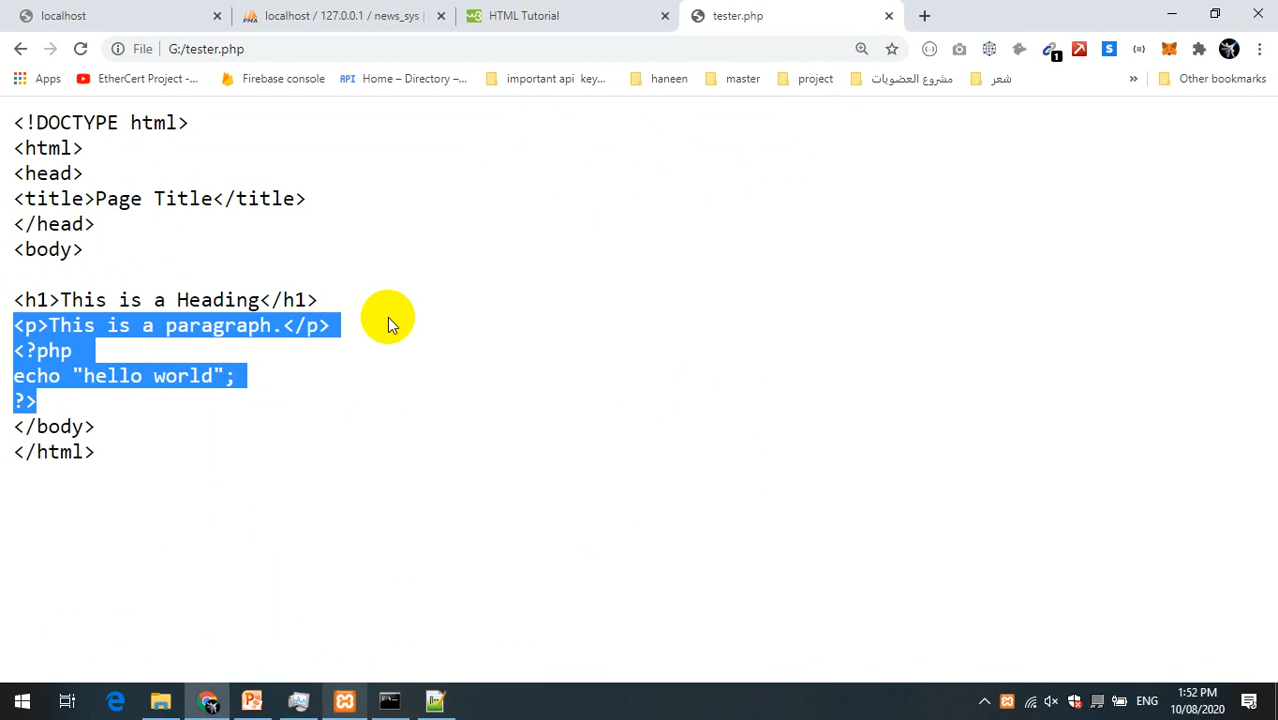 localhost
localhost / 127.0.0.1 / news_sys |
HTML Tutorial
tester.php
File
G:/tester.php
1
Apps
EtherCert Project -...
Firebase console
API Home – Directory –...
important api key...
haneen
master
project
مشروع العضويات
شعر
»
Other bookmarks
<!DOCTYPE html>
<html>
<head>
<title>Page Title</title>
</head>
<body>
<h1>This is a Heading</h1>
<p>This is a paragraph.</p>
<?php
echo "hello world";
?>
</body>
</html>
ENG
1:52 PM
10/08/2020